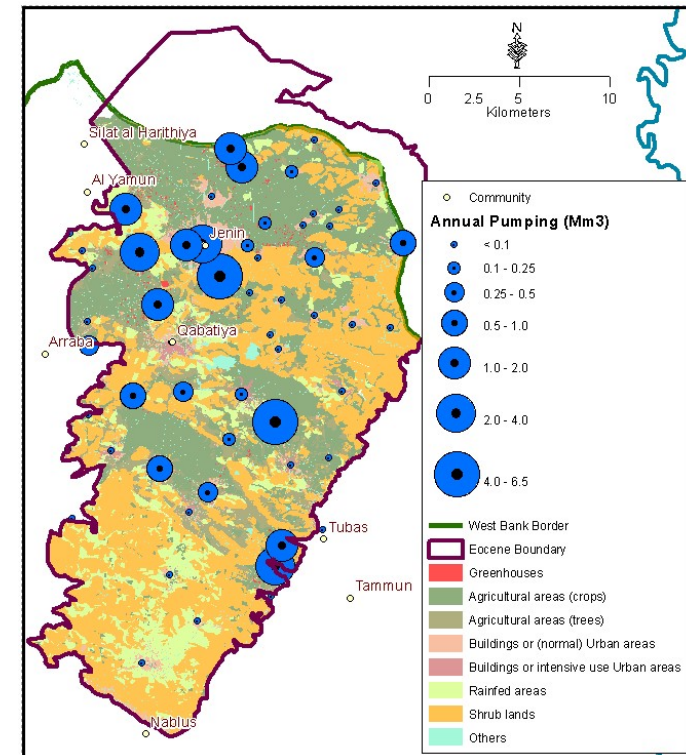 N
0 2.5 5 10
Kilometers
Silat al Harithiya
Al Yamun
Jenin
Qabatiya
Arraba
Tubas
Tammun
Nablus
Community
Annual Pumping (Mm3)
< 0.1
0.1 - 0.25
0.25 - 0.5
0.5 - 1.0
1.0 - 2.0
2.0 - 4.0
4.0 - 6.5
West Bank Border
Eocene Boundary
Greenhouses
Agricultural areas (crops)
Agricultural areas (trees)
Buildings or (normal) Urban areas
Buildings or intensive use Urban areas
Rainfed areas
Shrub lands
Others